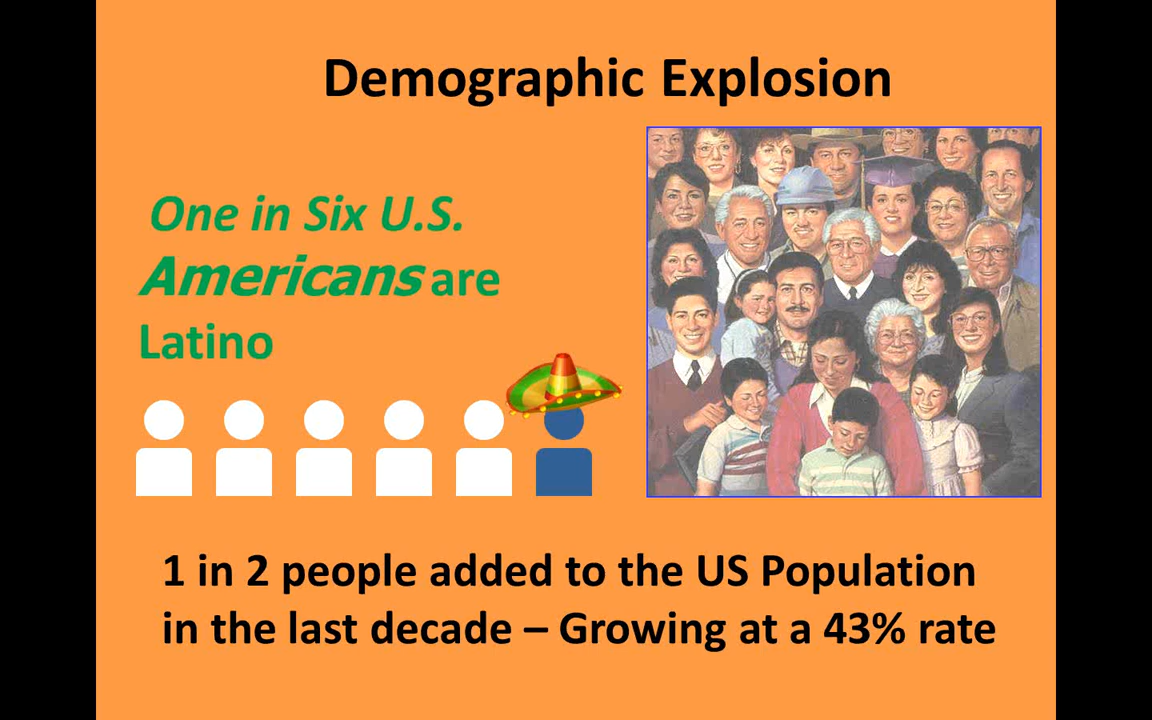 Demographic Explosion
One in Six U.S.
Americans are
Latino
1 in 2 people added to the US Population
in the last decade – Growing at a 43% rate